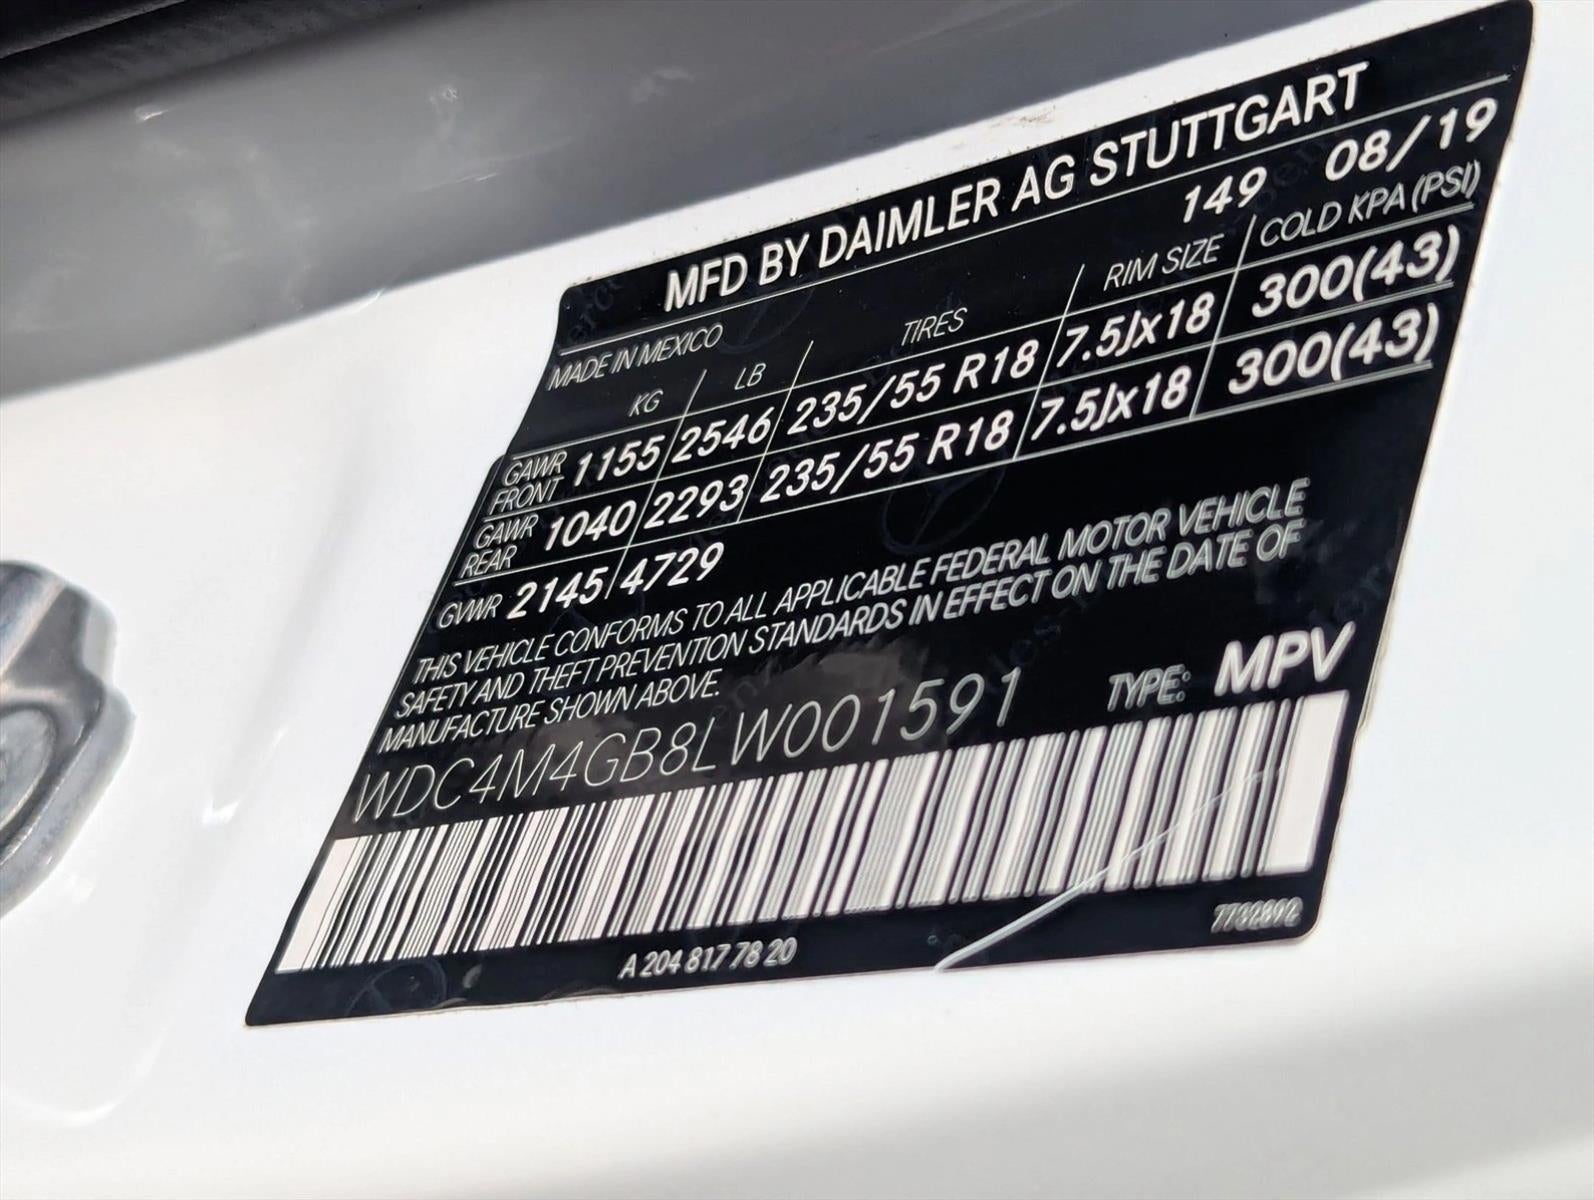 MFD BY DAIMLER AG STUTTGART
MADE IN MEXICO 149 08/19
KG LB TIRES RIM SIZE COLD KPA (PSI)
GAWR FRONT 1155 2546 235/55 R18 7.5Jx18 300(43)
GAWR REAR 1040 2293 235/55 R18 7.5Jx18 300(43)
GVWR 2145 4729
THIS VEHICLE CONFORMS TO ALL APPLICABLE FEDERAL MOTOR VEHICLE
SAFETY AND THEFT PREVENTION STANDARDS IN EFFECT ON THE DATE OF
MANUFACTURE SHOWN ABOVE.
WDC4M4GB8LW001591 TYPE: MPV
A 204 817 78 20 7732892